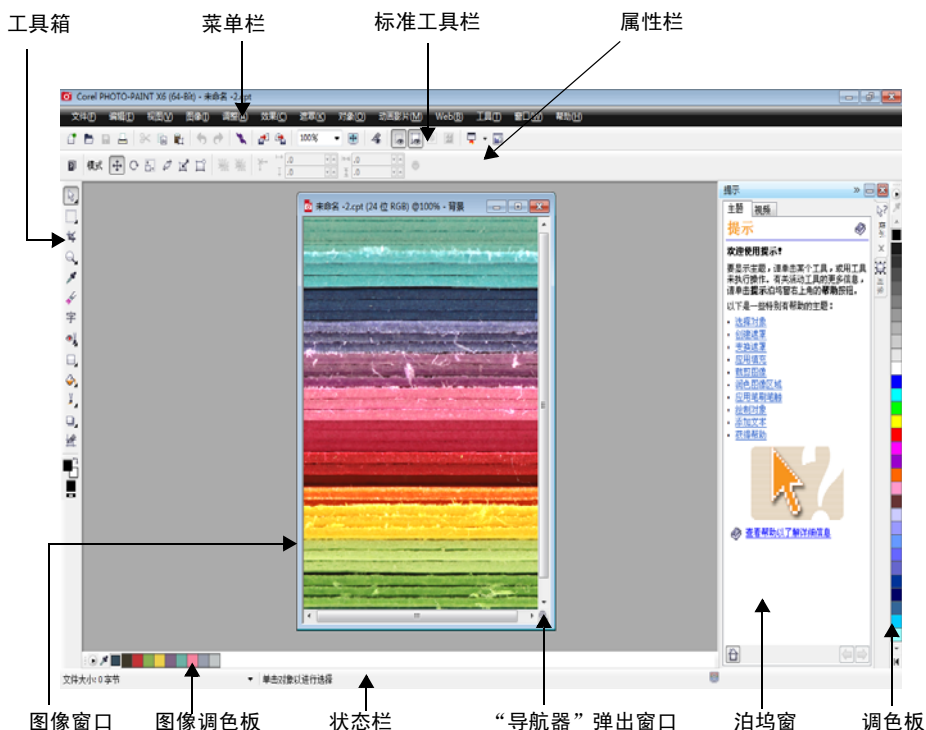 工具箱 菜单栏 标准工具栏 属性栏
Corel PHOTO-PAINT X6 (64-Bit) - 未命名 -2.cpt
文件(F) 编辑(E) 视图(V) 图像(I) 调整(A) 效果(C) 遮罩(K) 对象(O) 动画影片(M) Web(B) 工具(T) 窗口(W) 帮助(H)
100%
模式 .0 .0
.0 .0
提示
未命名 -2.cpt (24 位 RGB) @100% - 背景
主题 视频
提示
欢迎使用提示!
要显示主题，请单击某个工具，或用工具
来执行操作。有关活动工具的更多信息，
请单击提示泊坞窗右上角的帮助按钮。
以下是一些特别有帮助的主题：
选择对象
创建遮罩
变换遮罩
应用填充
裁剪图像
润色图像区域
应用笔刷笔触
绘制对象
添加文本
获得帮助
查看帮助以了解详细信息
字
文件大小: 0 字节 单击对象以进行选择
图像窗口 图像调色板 状态栏 “导航器”弹出窗口 泊坞窗 调色板